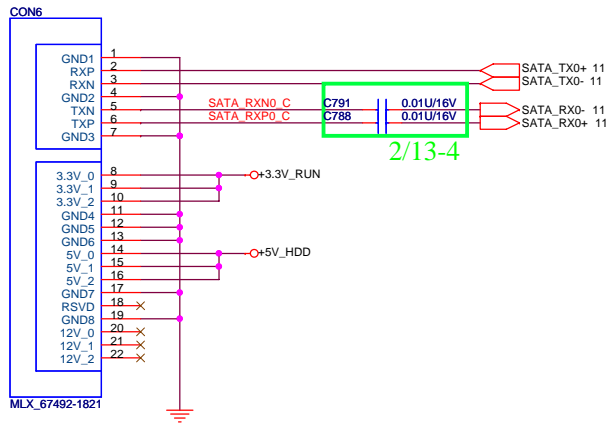 CON6
GND1 1
RXP 2 SATA_TX0+ 11
RXN 3 SATA_TX0- 11
GND2 4
TXN 5 SATA_RXN0_C C791 0.01U/16V SATA_RX0- 11
TXP 6 SATA_RXP0_C C788 0.01U/16V SATA_RX0+ 11
GND3 7
2/13-4
3.3V_0 8 +3.3V_RUN
3.3V_1 9
3.3V_2 10
GND4 11
GND5 12
GND6 13
5V_0 14 +5V_HDD
5V_1 15
5V_2 16
GND7 17
RSVD 18
GND8 19
12V_0 20
12V_1 21
12V_2 22
MLX_67492-1821